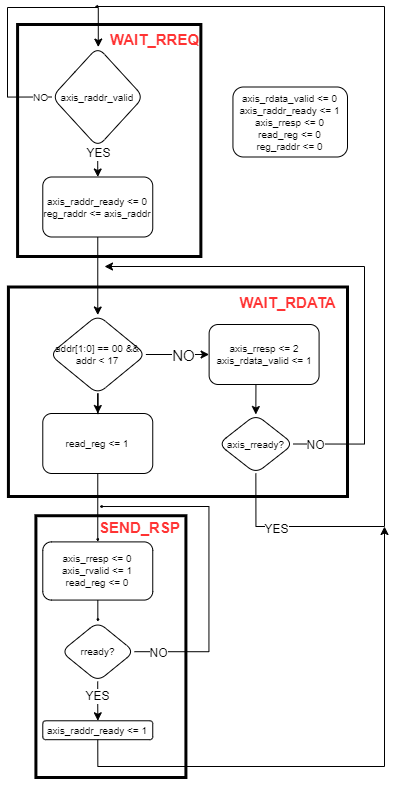 WAIT_RREQ
NO
axis_raddr_valid
axis_rdata_valid <= 0
axis_raddr_ready <= 1
axis_rresp <= 0
read_reg <= 0
reg_raddr <= 0
YES
axis_raddr_ready <= 0
reg_raddr <= axis_raddr
WAIT_RDATA
addr[1:0] == 00 &&
addr < 17
NO
axis_rresp <= 2
axis_rdata_valid <= 1
read_reg <= 1
axis_rready?
NO
YES
SEND_RSP
axis_rresp <= 0
axis_rvalid <= 1
read_reg <= 0
rready?
NO
YES
axis_raddr_ready <= 1